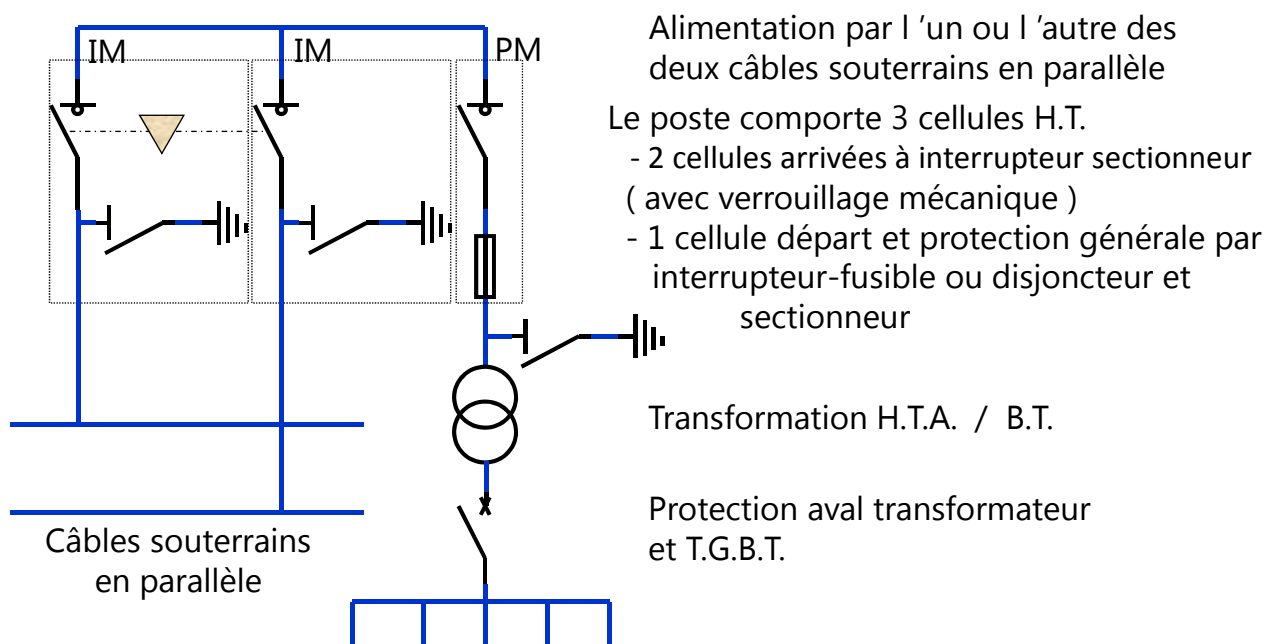 IM
IM
PM
Alimentation par l ’un ou l ’autre des
deux câbles souterrains en parallèle
Le poste comporte 3 cellules H.T.
- 2 cellules arrivées à interrupteur sectionneur
( avec verrouillage mécanique )
- 1 cellule départ et protection générale par
interrupteur-fusible ou disjoncteur et
sectionneur
Transformation H.T.A. / B.T.
Protection aval transformateur
et T.G.B.T.
Câbles souterrains
en parallèle